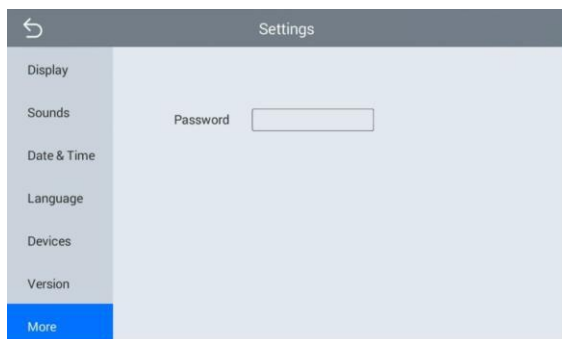 Settings
Display
Sounds
Password
Date & Time
Language
Devices
Version
More